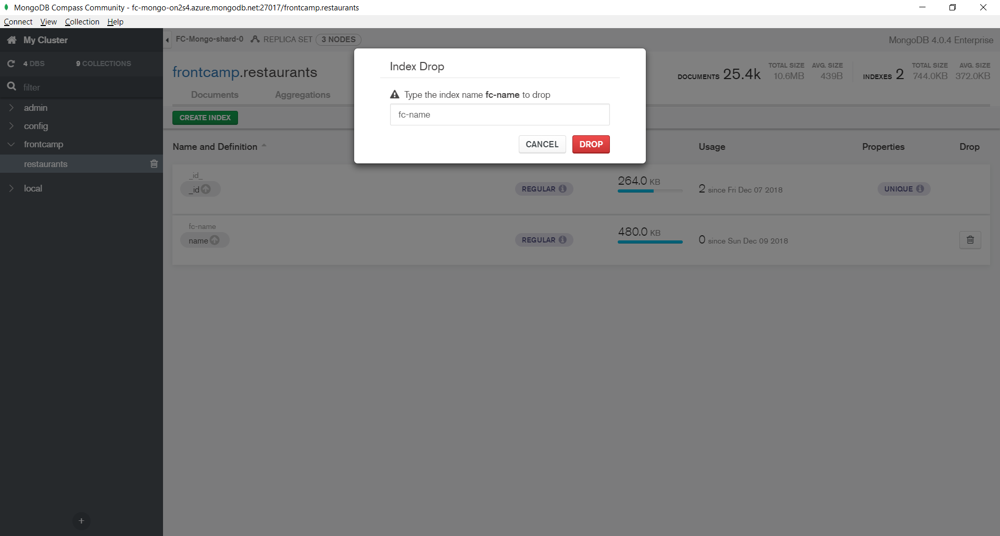 MongoDB Compass Community - fc-mongo-on2s4.azure.mongodb.net:27017/frontcamp.restaurants
Connect View Collection Help
My Cluster
FC-Mongo-shard-0 REPLICA SET 3 NODES
MongoDB 4.0.4 Enterprise
4 DBS 9 COLLECTIONS
filter
admin
config
frontcamp
restaurants
local
+
frontcamp.restaurants
DOCUMENTS 25.4k
TOTAL SIZE AVG. SIZE
10.6MB 439B
INDEXES 2
TOTAL SIZE AVG. SIZE
744.0KB 372.0KB
Documents Aggregations
CREATE INDEX
Index Drop
Type the index name fc-name to drop
fc-name
CANCEL DROP
Name and Definition Usage Properties Drop
_id_
_id REGULAR 264.0 KB 2 since Fri Dec 07 2018 UNIQUE
fc-name
name REGULAR 480.0 KB 0 since Sun Dec 09 2018